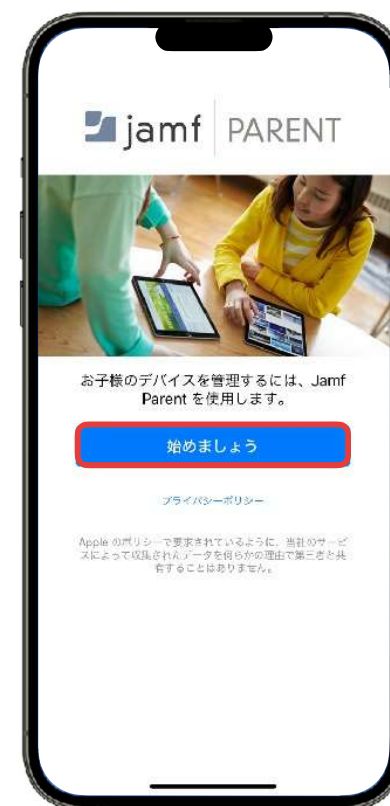 jamf PARENT
お子様のデバイスを管理するには、Jamf
Parent を使用します。
始めましょう
プライバシーポリシー
Apple のポリシーで要求されているように、当社のサービ
スによって収集されたデータを何らかの理由で第三者と共
有することはありません。